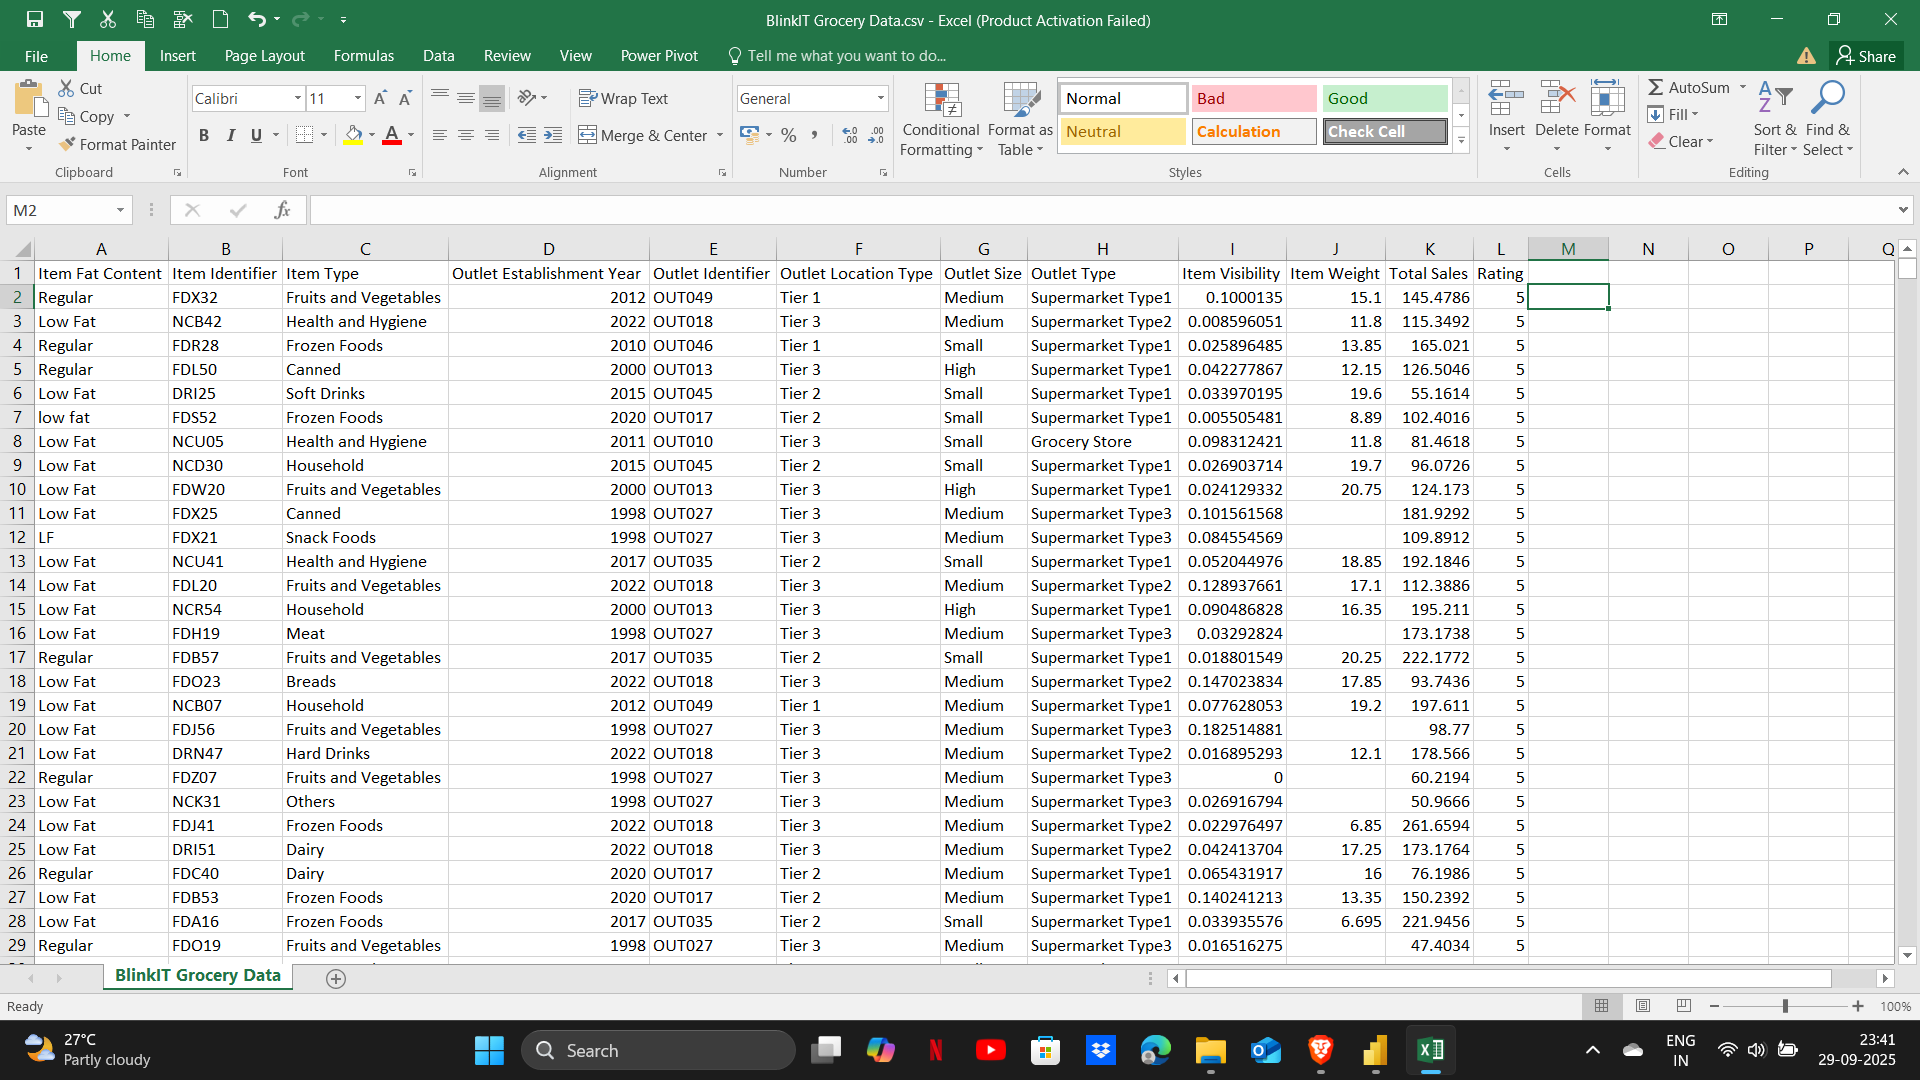 BlinkIT Grocery Data.csv - Excel (Product Activation Failed)
File Home Insert Page Layout Formulas Data Review View Power Pivot Tell me what you want to do... Share
Paste Cut Copy Format Painter Clipboard
Calibri 11 A A B I U A Font
Wrap Text Merge & Center Alignment
General % , .00 Number
Conditional Formatting Format as Table Normal Bad Good Neutral Calculation Check Cell Styles
Insert Delete Format Cells
AutoSum Fill Clear Sort & Filter Find & Select Editing
M2 fx
A B C D E F G H I J K L M N O P Q
1 Item Fat Content Item Identifier Item Type Outlet Establishment Year Outlet Identifier Outlet Location Type Outlet Size Outlet Type Item Visibility Item Weight Total Sales Rating
2 Regular FDX32 Fruits and Vegetables 2012 OUT049 Tier 1 Medium Supermarket Type1 0.1000135 15.1 145.4786 5
3 Low Fat NCB42 Health and Hygiene 2022 OUT018 Tier 3 Medium Supermarket Type2 0.008596051 11.8 115.3492 5
4 Regular FDR28 Frozen Foods 2010 OUT046 Tier 1 Small Supermarket Type1 0.025896485 13.85 165.021 5
5 Regular FDL50 Canned 2000 OUT013 Tier 3 High Supermarket Type1 0.042277867 12.15 126.5046 5
6 Low Fat DRI25 Soft Drinks 2015 OUT045 Tier 2 Small Supermarket Type1 0.033970195 19.6 55.1614 5
7 low fat FDS52 Frozen Foods 2020 OUT017 Tier 2 Small Supermarket Type1 0.005505481 8.89 102.4016 5
8 Low Fat NCU05 Health and Hygiene 2011 OUT010 Tier 3 Small Grocery Store 0.098312421 11.8 81.4618 5
9 Low Fat NCD30 Household 2015 OUT045 Tier 2 Small Supermarket Type1 0.026903714 19.7 96.0726 5
10 Low Fat FDW20 Fruits and Vegetables 2000 OUT013 Tier 3 High Supermarket Type1 0.024129332 20.75 124.173 5
11 Low Fat FDX25 Canned 1998 OUT027 Tier 3 Medium Supermarket Type3 0.101561568 181.9292 5
12 LF FDX21 Snack Foods 1998 OUT027 Tier 3 Medium Supermarket Type3 0.084554569 109.8912 5
13 Low Fat NCU41 Health and Hygiene 2017 OUT035 Tier 2 Small Supermarket Type1 0.052044976 18.85 192.1846 5
14 Low Fat FDL20 Fruits and Vegetables 2022 OUT018 Tier 3 Medium Supermarket Type2 0.128937661 17.1 112.3886 5
15 Low Fat NCR54 Household 2000 OUT013 Tier 3 High Supermarket Type1 0.090486828 16.35 195.211 5
16 Low Fat FDH19 Meat 1998 OUT027 Tier 3 Medium Supermarket Type3 0.03292824 173.1738 5
17 Regular FDB57 Fruits and Vegetables 2017 OUT035 Tier 2 Small Supermarket Type1 0.018801549 20.25 222.1772 5
18 Low Fat FDO23 Breads 2022 OUT018 Tier 3 Medium Supermarket Type2 0.147023834 17.85 93.7436 5
19 Low Fat NCB07 Household 2012 OUT049 Tier 1 Medium Supermarket Type1 0.077628053 19.2 197.611 5
20 Low Fat FDJ56 Fruits and Vegetables 1998 OUT027 Tier 3 Medium Supermarket Type3 0.182514881 98.77 5
21 Low Fat DRN47 Hard Drinks 2022 OUT018 Tier 3 Medium Supermarket Type2 0.016895293 12.1 178.566 5
22 Regular FDZ07 Fruits and Vegetables 1998 OUT027 Tier 3 Medium Supermarket Type3 0 60.2194 5
23 Low Fat NCK31 Others 1998 OUT027 Tier 3 Medium Supermarket Type3 0.026916794 50.9666 5
24 Low Fat FDJ41 Frozen Foods 2022 OUT018 Tier 3 Medium Supermarket Type2 0.022976497 6.85 261.6594 5
25 Low Fat DRI51 Dairy 2022 OUT018 Tier 3 Medium Supermarket Type2 0.042413704 17.25 173.1764 5
26 Regular FDC40 Dairy 2020 OUT017 Tier 2 Medium Supermarket Type1 0.065431917 16 76.1986 5
27 Low Fat FDB53 Frozen Foods 2020 OUT017 Tier 2 Medium Supermarket Type1 0.140241213 13.35 150.2392 5
28 Low Fat FDA16 Frozen Foods 2017 OUT035 Tier 2 Small Supermarket Type1 0.033935576 6.695 221.9456 5
29 Regular FDO19 Fruits and Vegetables 1998 OUT027 Tier 3 Medium Supermarket Type3 0.016516275 47.4034 5
BlinkIT Grocery Data
Ready 100%
27°C Partly cloudy Search ENG IN 23:41 29-09-2025